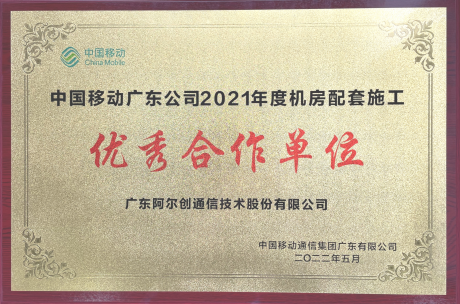 中国移动
China Mobile
中国移动广东公司2021年度机房配套施工
优秀合作单位
广东阿尔创通信技术股份有限公司
中国移动通信集团广东有限公司
二〇二二年五月